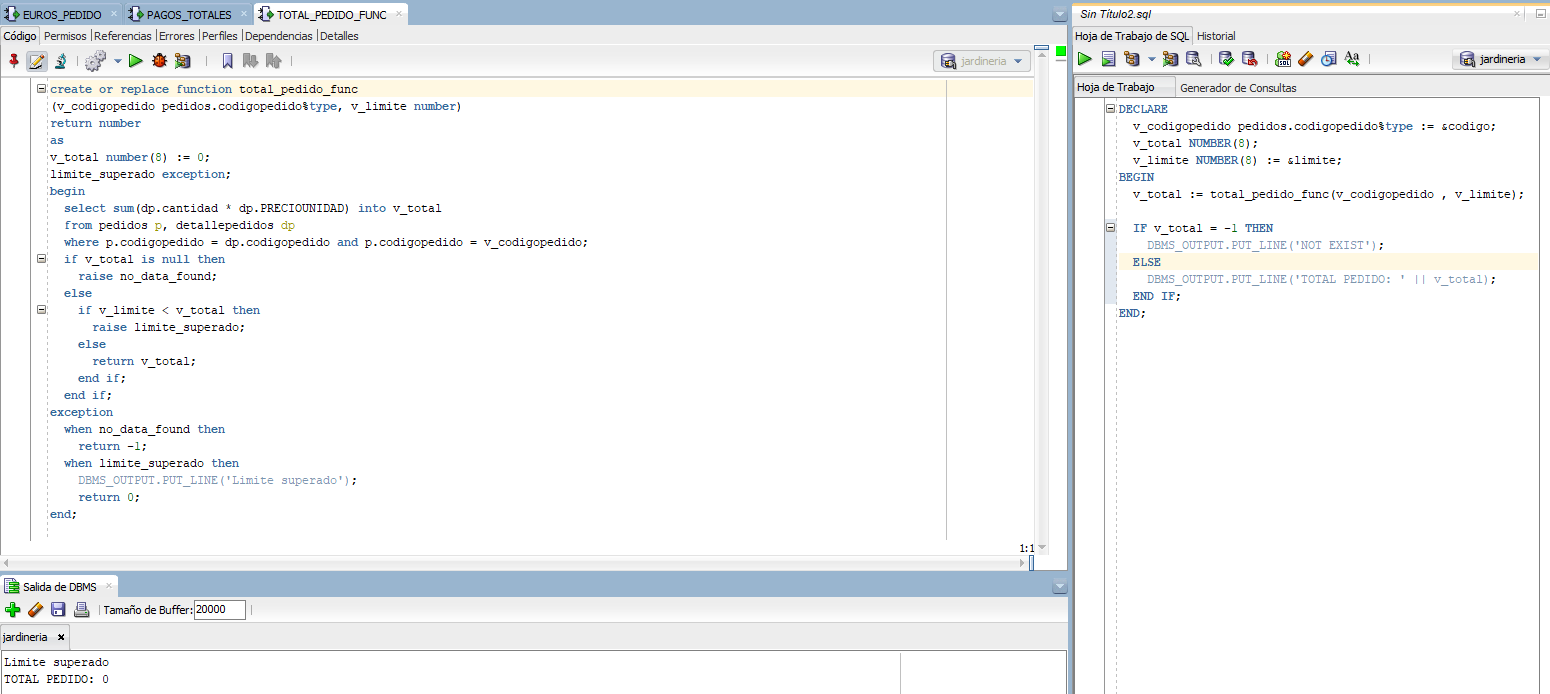 EUROS_PEDIDO PAGOS_TOTALES TOTAL_PEDIDO_FUNC
Código Permisos Referencias Errores Perfiles Dependencias Detalles
jardineria
create or replace function total_pedido_func
(v_codigopedido pedidos.codigopedido%type, v_limite number)
return number
as
v_total number(8) := 0;
limite_superado exception;
begin
select sum(dp.cantidad * dp.PRECIOUNIDAD) into v_total
from pedidos p, detallepedidos dp
where p.codigopedido = dp.codigopedido and p.codigopedido = v_codigopedido;
if v_total is null then
raise no_data_found;
else
if v_limite < v_total then
raise limite_superado;
else
return v_total;
end if;
end if;
exception
when no_data_found then
return -1;
when limite_superado then
DBMS_OUTPUT.PUT_LINE('Limite superado');
return 0;
end;
1:1
Salida de DBMS
Tamaño de Buffer: 20000
jardineria
Limite superado
TOTAL PEDIDO: 0
Sin Título2.sql
Hoja de Trabajo de SQL Historial
jardineria
Hoja de Trabajo Generador de Consultas
DECLARE
v_codigopedido pedidos.codigopedido%type := &codigo;
v_total NUMBER(8);
v_limite NUMBER(8) := &limite;
BEGIN
v_total := total_pedido_func(v_codigopedido , v_limite);
IF v_total = -1 THEN
DBMS_OUTPUT.PUT_LINE('NOT EXIST');
ELSE
DBMS_OUTPUT.PUT_LINE('TOTAL PEDIDO: ' || v_total);
END IF;
END;